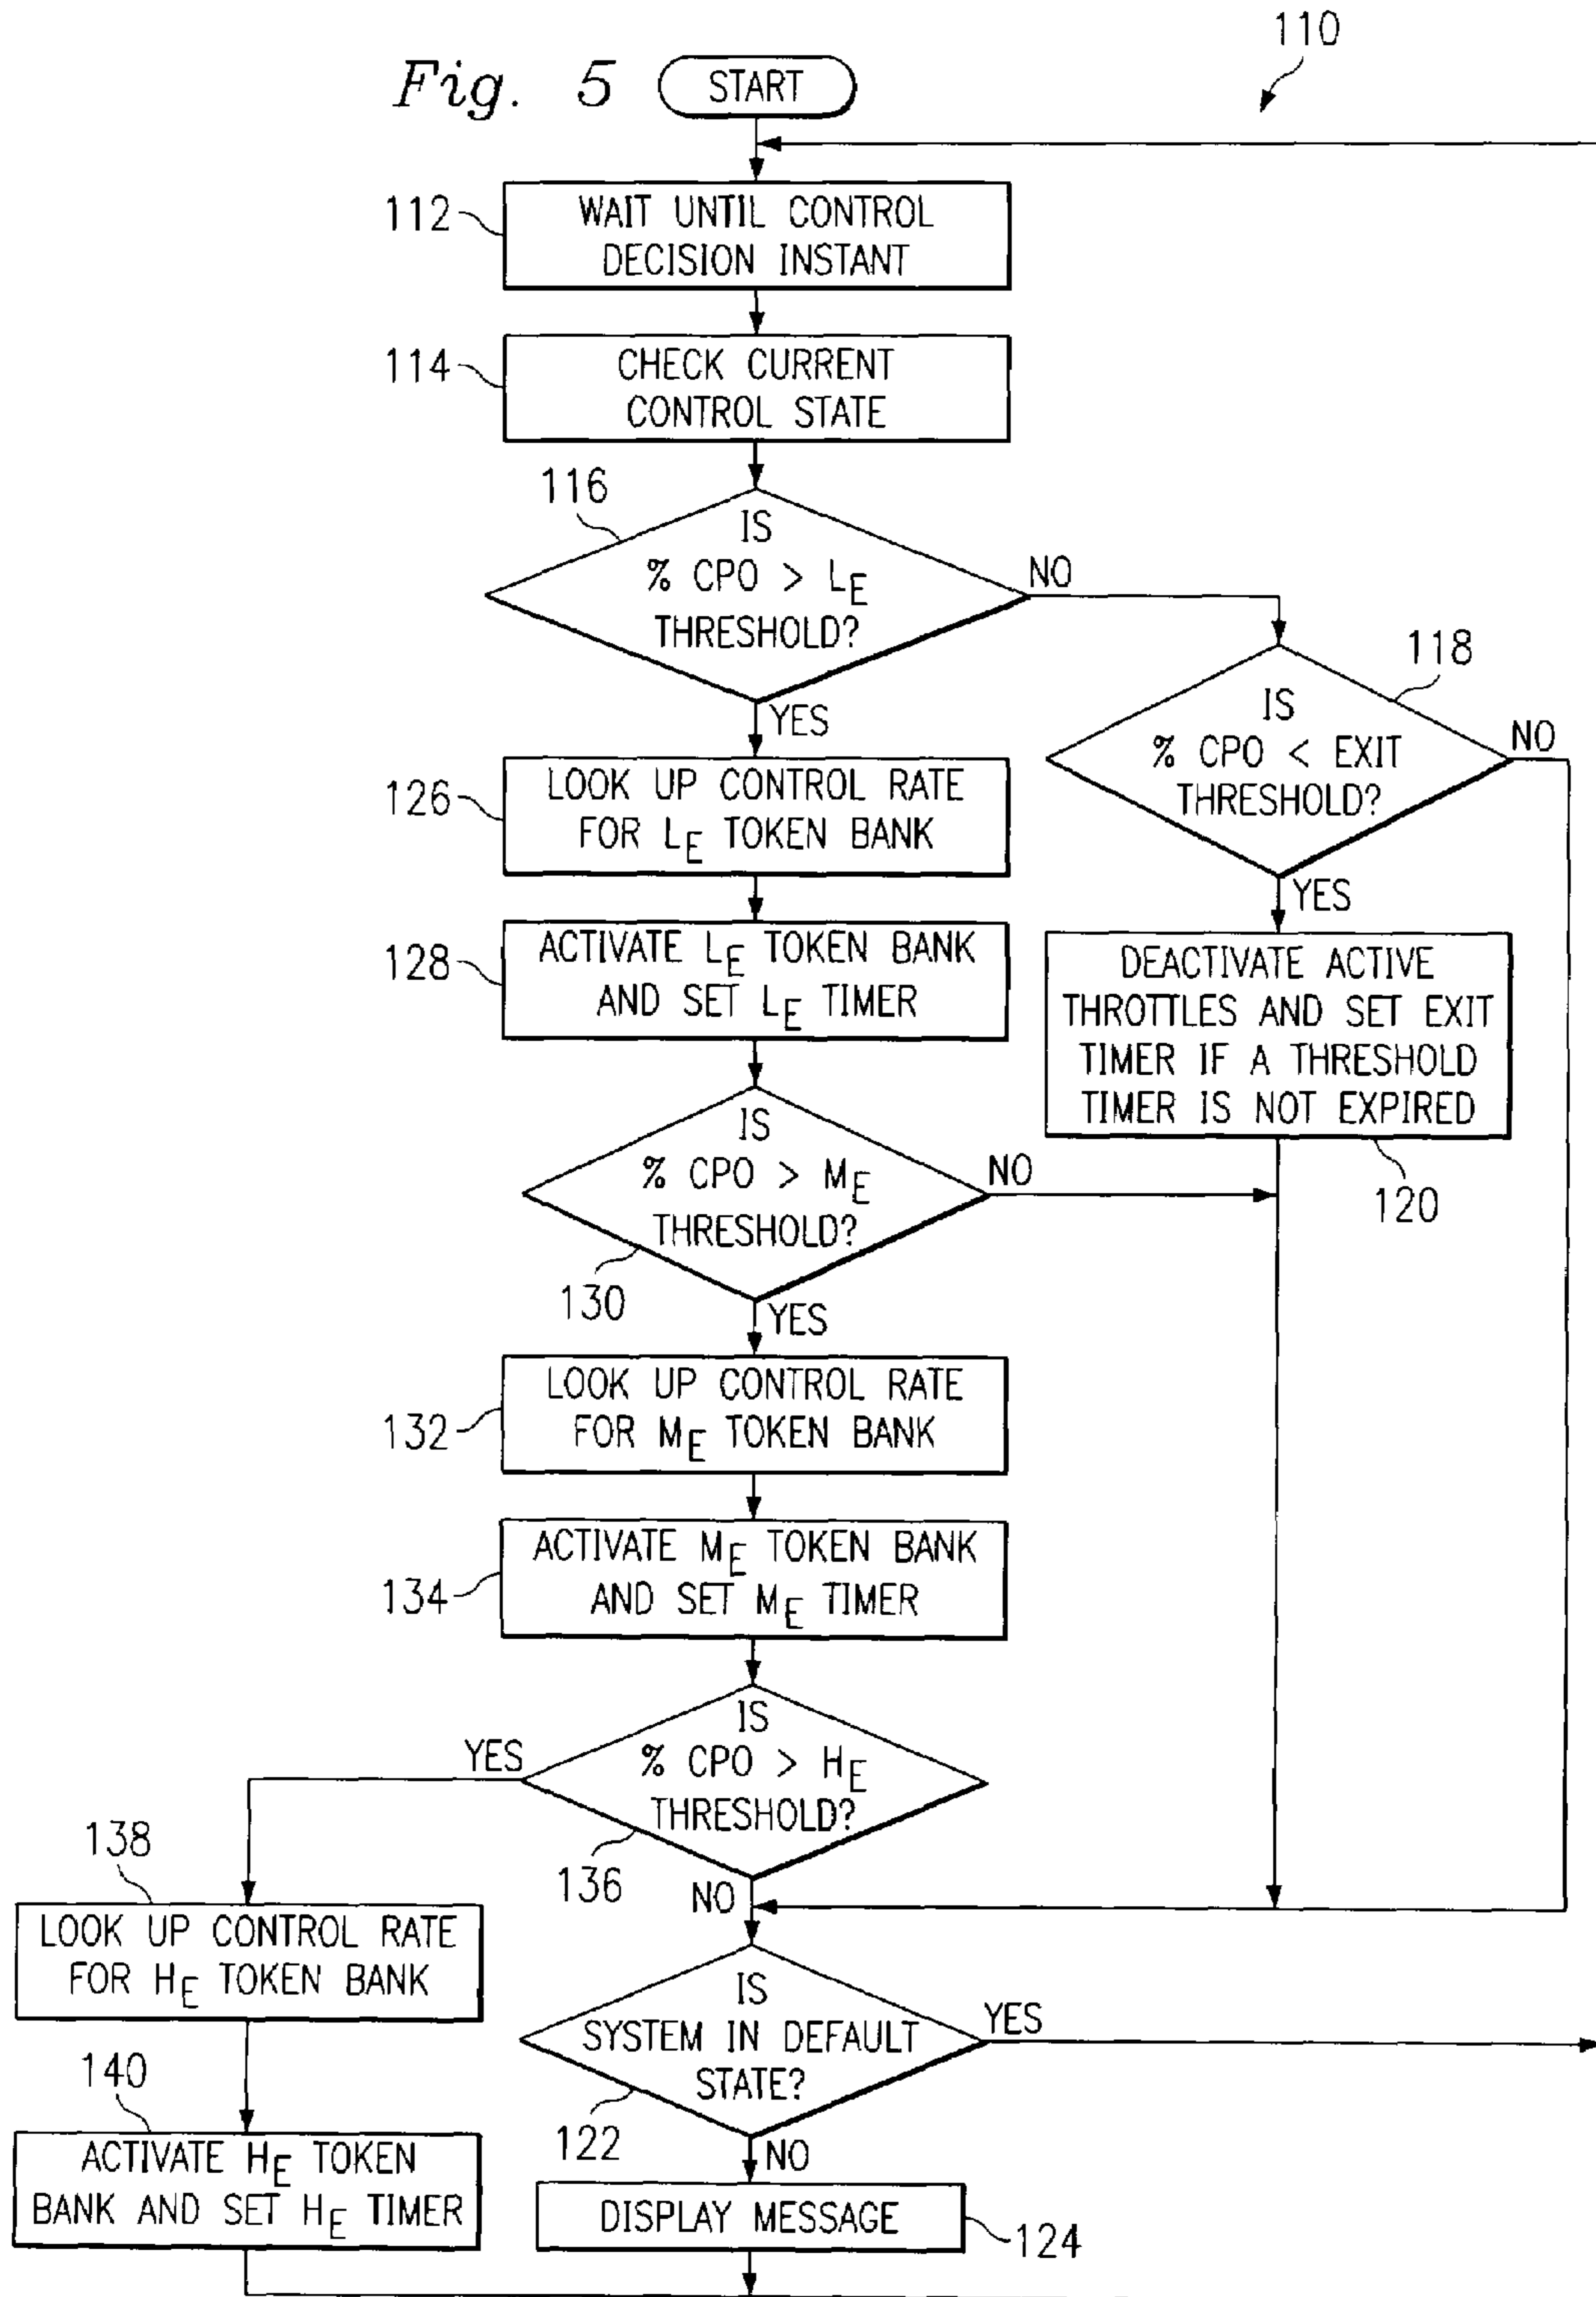 Fig. 5
START
110
112
WAIT UNTIL CONTROL
DECISION INSTANT
114
CHECK CURRENT
CONTROL STATE
116
IS
% CPO > LE
THRESHOLD?
NO
YES
118
IS
% CPO < EXIT
THRESHOLD?
NO
YES
126
LOOK UP CONTROL RATE
FOR LE TOKEN BANK
128
ACTIVATE LE TOKEN BANK
AND SET LE TIMER
DEACTIVATE ACTIVE
THROTTLES AND SET EXIT
TIMER IF A THRESHOLD
TIMER IS NOT EXPIRED
120
IS
% CPO > ME
THRESHOLD?
NO
130
YES
132
LOOK UP CONTROL RATE
FOR ME TOKEN BANK
134
ACTIVATE ME TOKEN BANK
AND SET ME TIMER
IS
% CPO > HE
THRESHOLD?
YES
136
NO
138
LOOK UP CONTROL RATE
FOR HE TOKEN BANK
140
ACTIVATE HE TOKEN
BANK AND SET HE TIMER
IS
SYSTEM IN DEFAULT
STATE?
YES
122
NO
DISPLAY MESSAGE
124